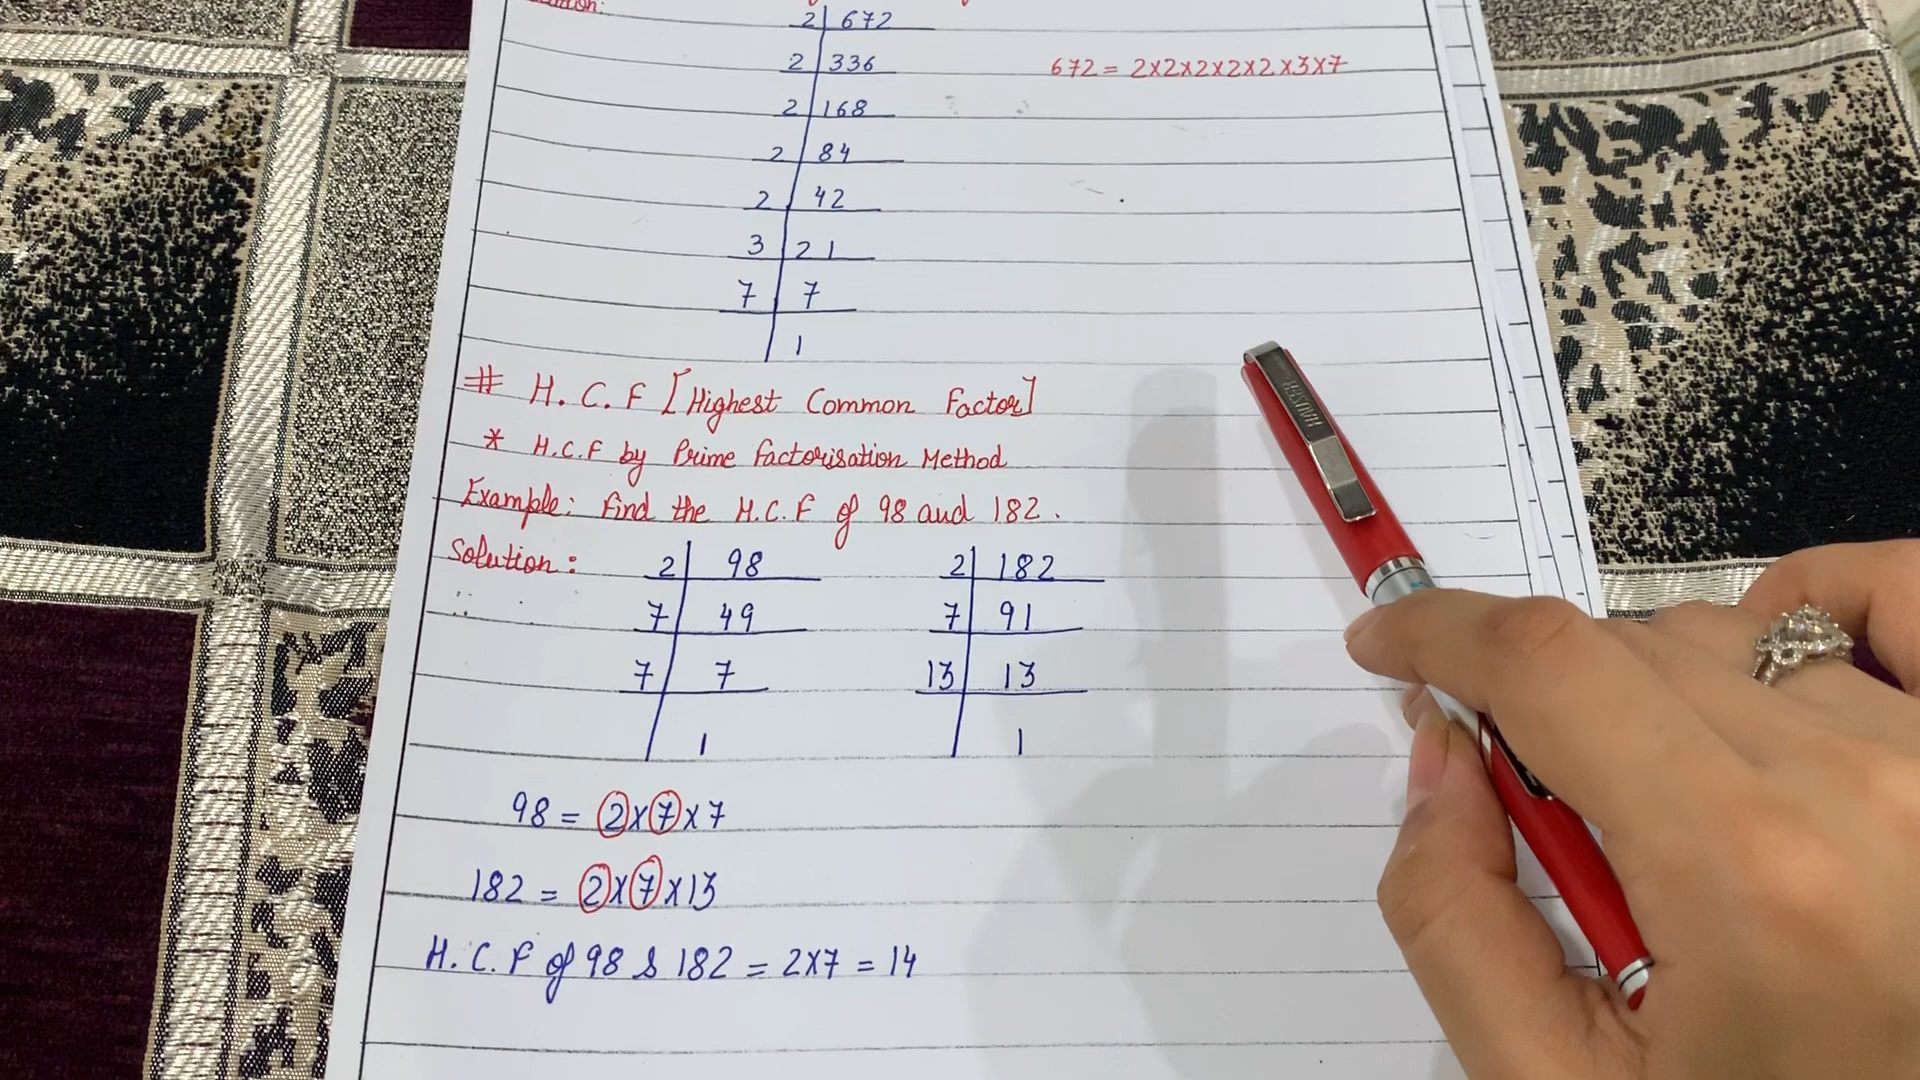 2 672
2 336
672 = 2x2x2x2x2x3x7
2 168
2 84
2 42
3 21
7 7
1
# H.C.F [Highest Common Factor]
* H.C.F by Prime Factorisation Method
Example: Find the H.C.F of 98 and 182.
Solution: 2 98 2 182
7 49 7 91
7 7 13 13
1 1
98 = 2x7x7
182 = 2x7x13
H.C.F of 98 & 182 = 2x7 = 14